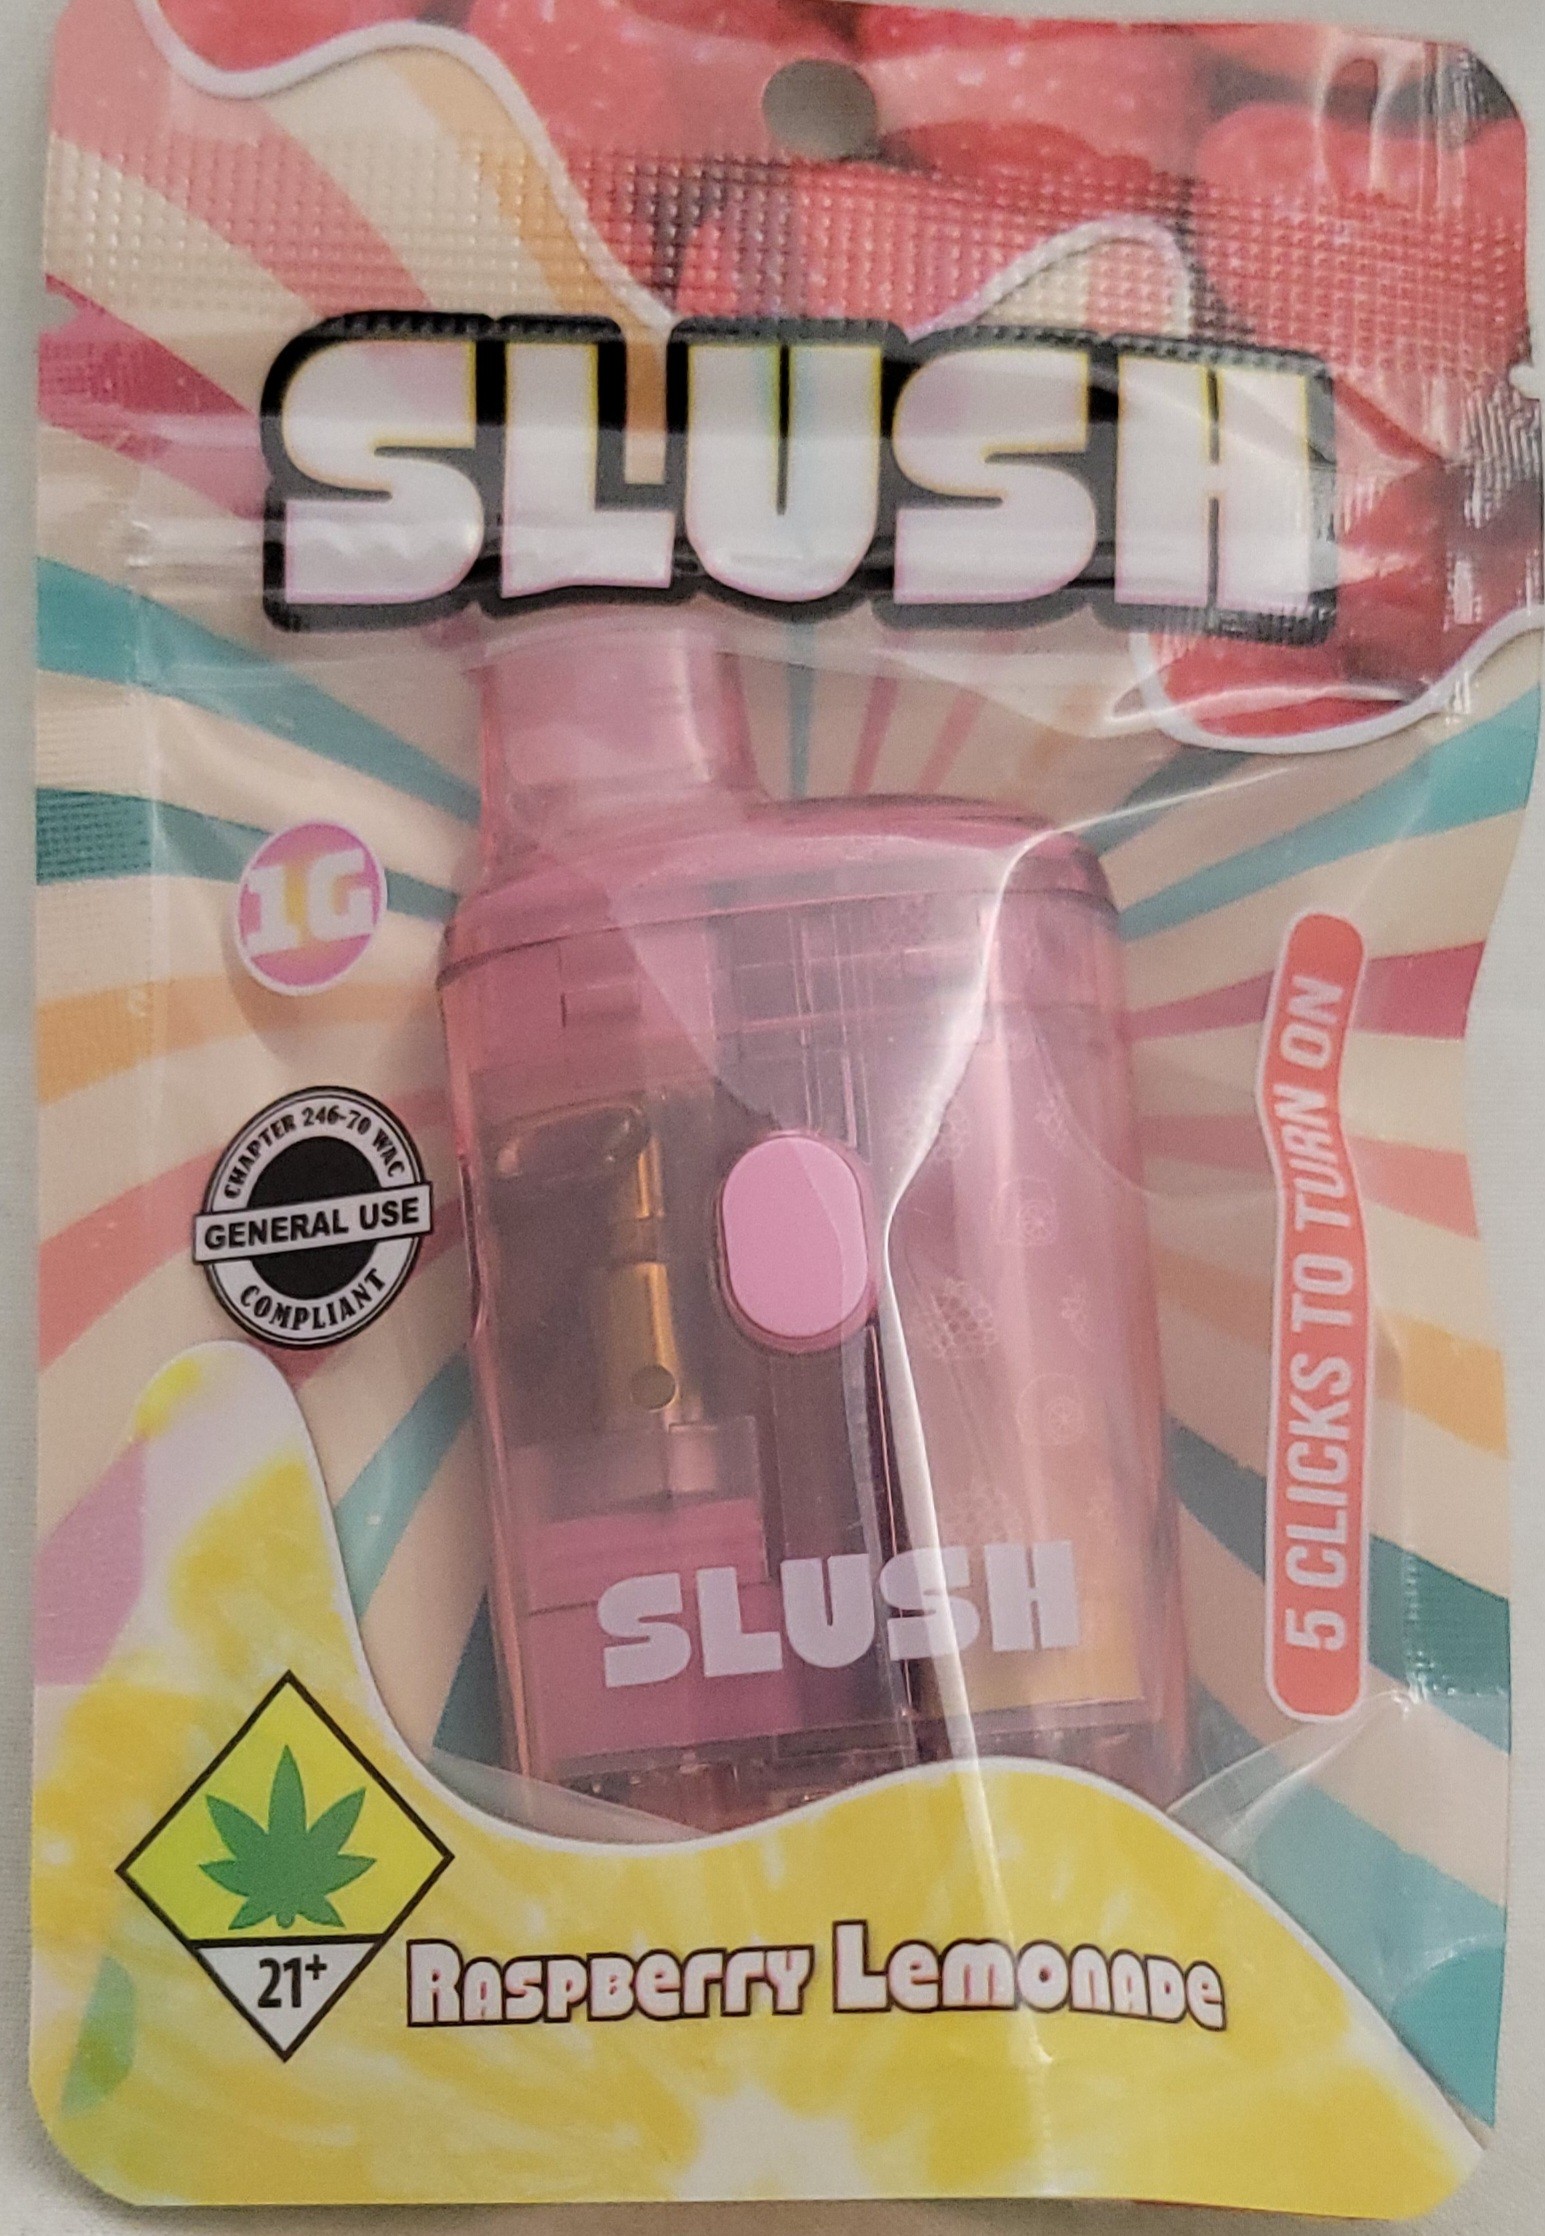 SLUSH
1G
CHAPTER 246-70 WAC
GENERAL USE
COMPLIANT
5 CLICKS TO TURN ON
SLUSH
21+
Raspberry Lemonade